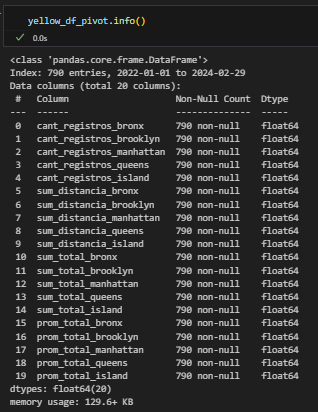 yellow_df_pivot.info()
0.0s
<class 'pandas.core.frame.DataFrame'>
Index: 790 entries, 2022-01-01 to 2024-02-29
Data columns (total 20 columns):
 #   Column                   Non-Null Count  Dtype
---  ------                   --------------  -----
 0   cant_registros_bronx     790 non-null    float64
 1   cant_registros_brooklyn  790 non-null    float64
 2   cant_registros_manhattan 790 non-null    float64
 3   cant_registros_queens    790 non-null    float64
 4   cant_registros_island    790 non-null    float64
 5   sum_distancia_bronx      790 non-null    float64
 6   sum_distancia_brooklyn   790 non-null    float64
 7   sum_distancia_manhattan  790 non-null    float64
 8   sum_distancia_queens     790 non-null    float64
 9   sum_distancia_island     790 non-null    float64
 10  sum_total_bronx          790 non-null    float64
 11  sum_total_brooklyn       790 non-null    float64
 12  sum_total_manhattan      790 non-null    float64
 13  sum_total_queens         790 non-null    float64
 14  sum_total_island         790 non-null    float64
 15  prom_total_bronx         790 non-null    float64
 16  prom_total_brooklyn      790 non-null    float64
 17  prom_total_manhattan     790 non-null    float64
 18  prom_total_queens        790 non-null    float64
 19  prom_total_island        790 non-null    float64
dtypes: float64(20)
memory usage: 129.6+ KB